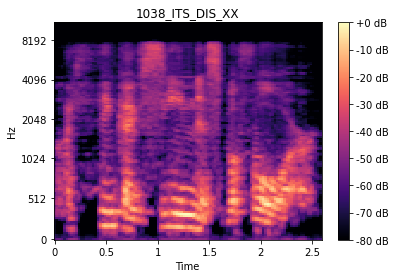 1038_ITS_DIS_XX
+0 dB
8192
-10 dB
4096
-20 dB
-30 dB
2048
Hz
-40 dB
1024
-50 dB
512
-60 dB
-70 dB
0
-80 dB
0 0.5 1 1.5 2 2.5
Time